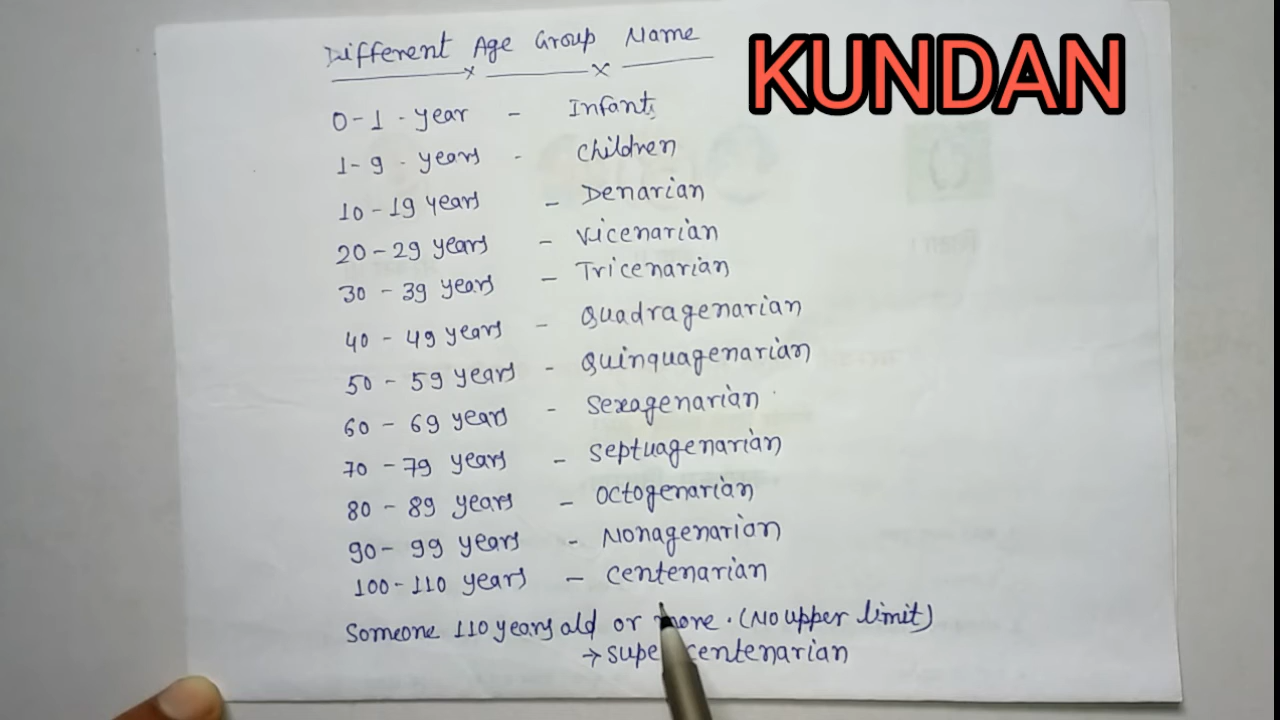 Different Age Group Name
KUNDAN
0-1 - year - Infants
1-9 - years - children
10-19 years - Denarian
20-29 years - Vicenarian
30-39 years - Tricenarian
40-49 years - Quadragenarian
50-59 years - Quinquagenarian
60-69 years - Sexagenarian
70-79 years - Septuagenarian
80-89 years - Octogenarian
90-99 years - Nonagenarian
100-110 years - Centenarian
Someone 110 years old or more. (No upper limit)
→ supercentenarian